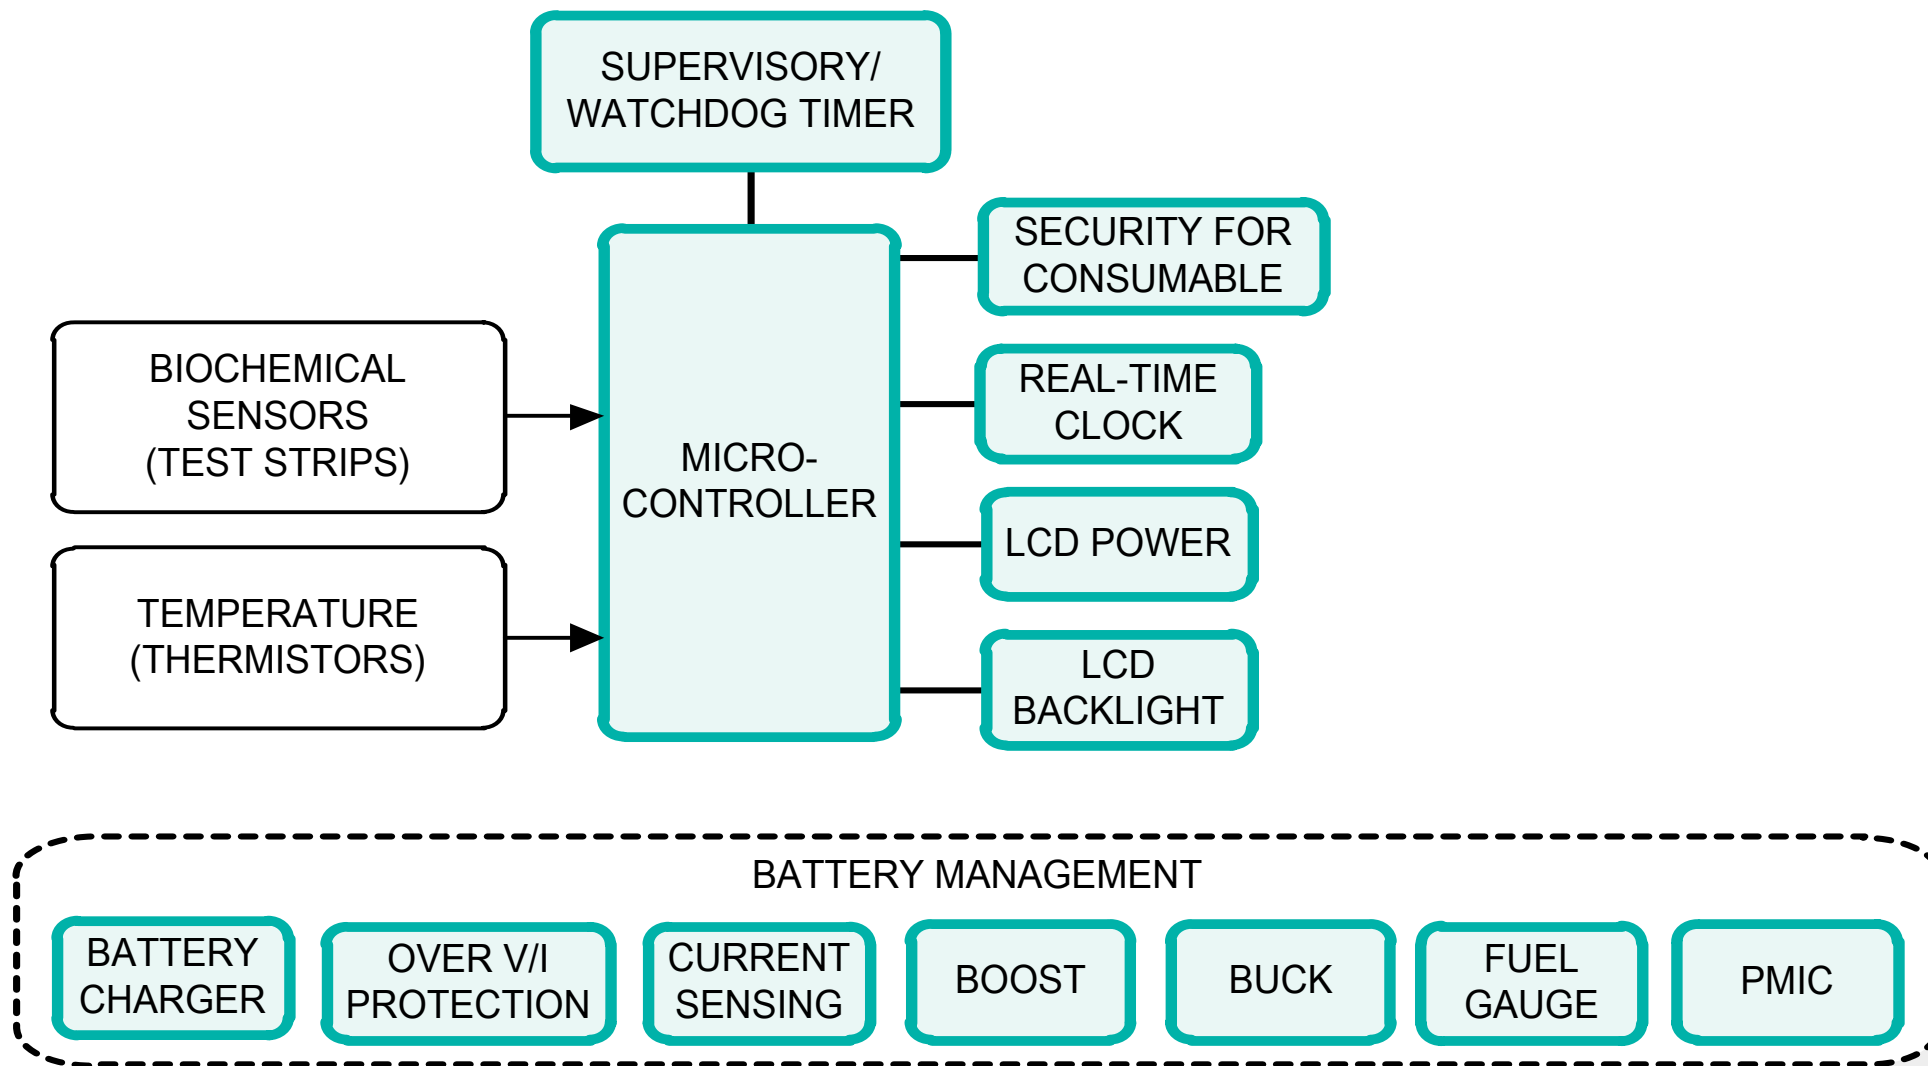 SUPERVISORY/
WATCHDOG TIMER
SECURITY FOR
CONSUMABLE
BIOCHEMICAL
SENSORS
(TEST STRIPS)
REAL-TIME
CLOCK
MICRO-
CONTROLLER
LCD POWER
TEMPERATURE
(THERMISTORS)
LCD
BACKLIGHT
BATTERY MANAGEMENT
BATTERY
CHARGER
OVER V/I
PROTECTION
CURRENT
SENSING
BOOST
BUCK
FUEL
GAUGE
PMIC